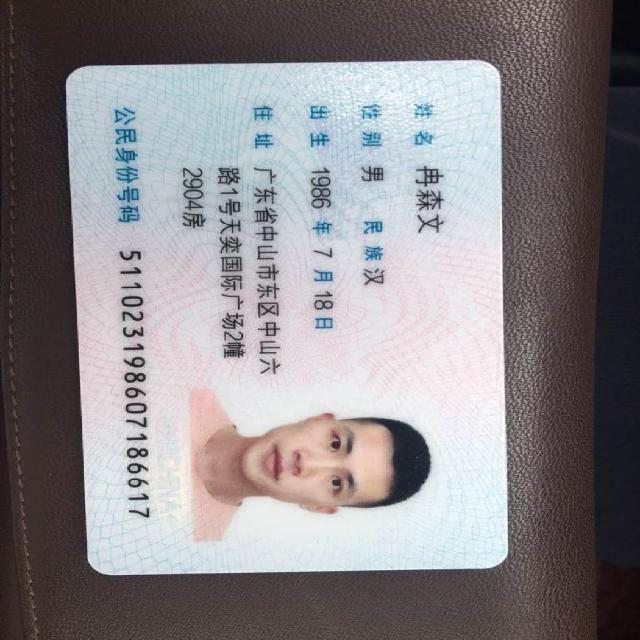 姓名 冉森文
性别 男 民族 汉
出生 1986 年 7 月 18 日
住址 广东省中山市东区中山六
路1号天奕国际广场2幢
2904房
公民身份号码 511023198607186617